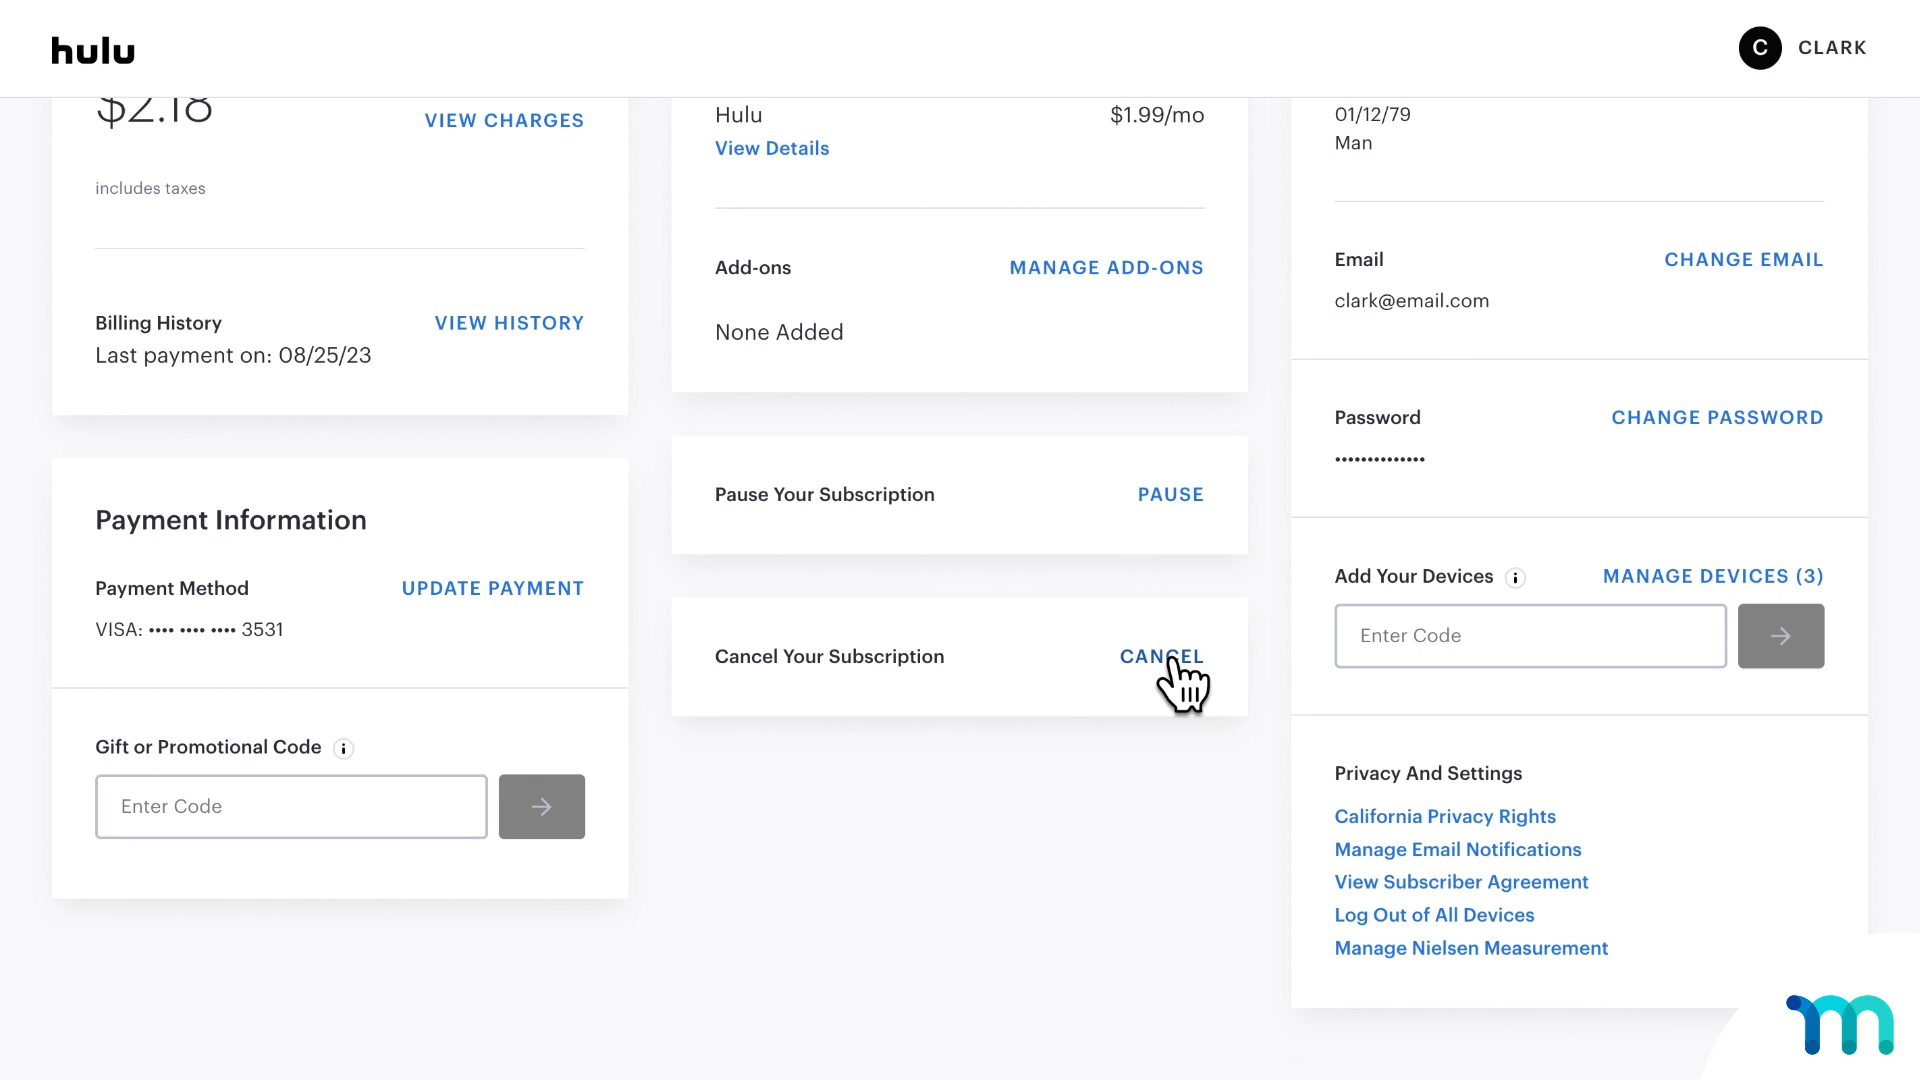 hulu
C CLARK
$2.18
VIEW CHARGES
includes taxes
Billing History VIEW HISTORY
Last payment on: 08/25/23
Payment Information
Payment Method UPDATE PAYMENT
VISA: •••• •••• •••• 3531
Gift or Promotional Code i
Enter Code →
Hulu $1.99/mo
View Details
Add-ons MANAGE ADD-ONS
None Added
Pause Your Subscription PAUSE
Cancel Your Subscription CANCEL
01/12/79
Man
Email CHANGE EMAIL
clark@email.com
Password CHANGE PASSWORD
••••••••••••••
Add Your Devices i MANAGE DEVICES (3)
Enter Code →
Privacy And Settings
California Privacy Rights
Manage Email Notifications
View Subscriber Agreement
Log Out of All Devices
Manage Nielsen Measurement
m